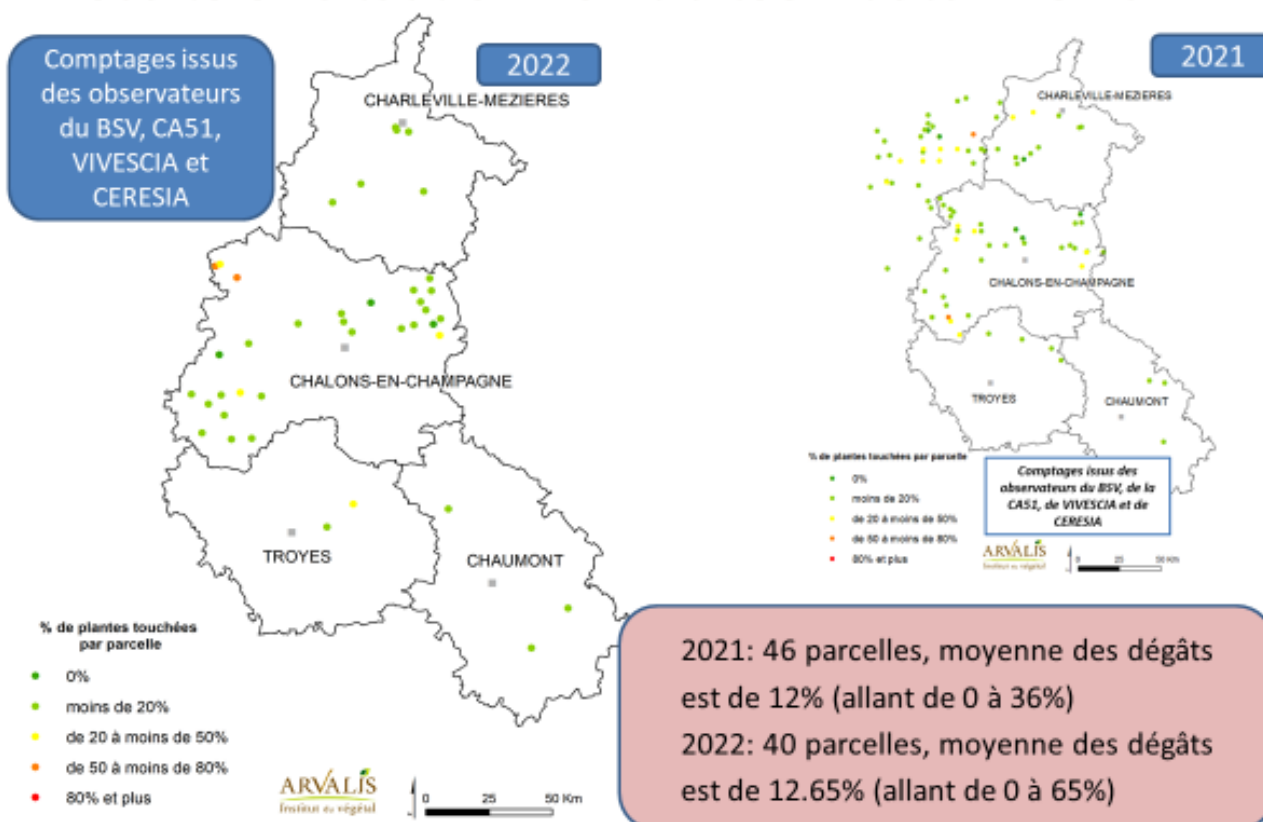 Comptages issus
des observateurs
du BSV, CA51,
VIVESCIA et
CERESIA
2022
CHARLEVILLE-MEZIERES
CHALONS-EN-CHAMPAGNE
TROYES
CHAUMONT
% de plantes touchées
par parcelle
0%
moins de 20%
de 20 à moins de 50%
de 50 à moins de 80%
80% et plus
ARVALIS
Institut du végétal
0 25 50 Km
2021
CHARLEVILLE-MEZIERES
CHALONS-EN-CHAMPAGNE
TROYES
CHAUMONT
% de plantes touchées par parcelle
0%
moins de 20%
de 20 à moins de 50%
de 50 à moins de 80%
80% et plus
Comptages issus des
observateurs du BSV, de la
CA51, de VIVESCIA et de
CERESIA
ARVALIS
Institut du végétal
0 25 50 Km
2021: 46 parcelles, moyenne des dégâts
est de 12% (allant de 0 à 36%)
2022: 40 parcelles, moyenne des dégâts
est de 12.65% (allant de 0 à 65%)